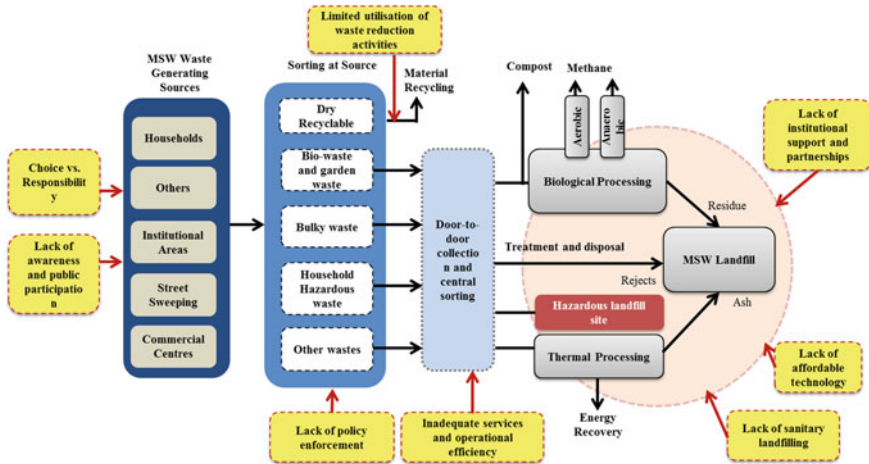 Limited utilisation of
waste reduction
activities
MSW Waste
Generating
Sources
Households
Others
Institutional
Areas
Street
Sweeping
Commercial
Centres
Choice vs.
Responsibilit
y
Lack of
awareness
and public
participatio
n
Sorting at Source
Material
Recycling
Dry
Recyclable
Bio-waste
and garden
waste
Bulky waste
Household
Hazardous
waste
Other wastes
Lack of policy
enforcement
Door-to-
door
collectio
n and
central
sorting
Inadequate services
and operational
efficiency
Compost
Methane
Aerobic
Anaero
bic
Biological Processing
Residue
Treatment and disposal
MSW Landfill
Rejects
Hazardous landfill
site
Ash
Thermal Processing
Energy
Recovery
Lack of
institutional
support and
partnerships
Lack of
affordable
technology
Lack of sanitary
landfilling